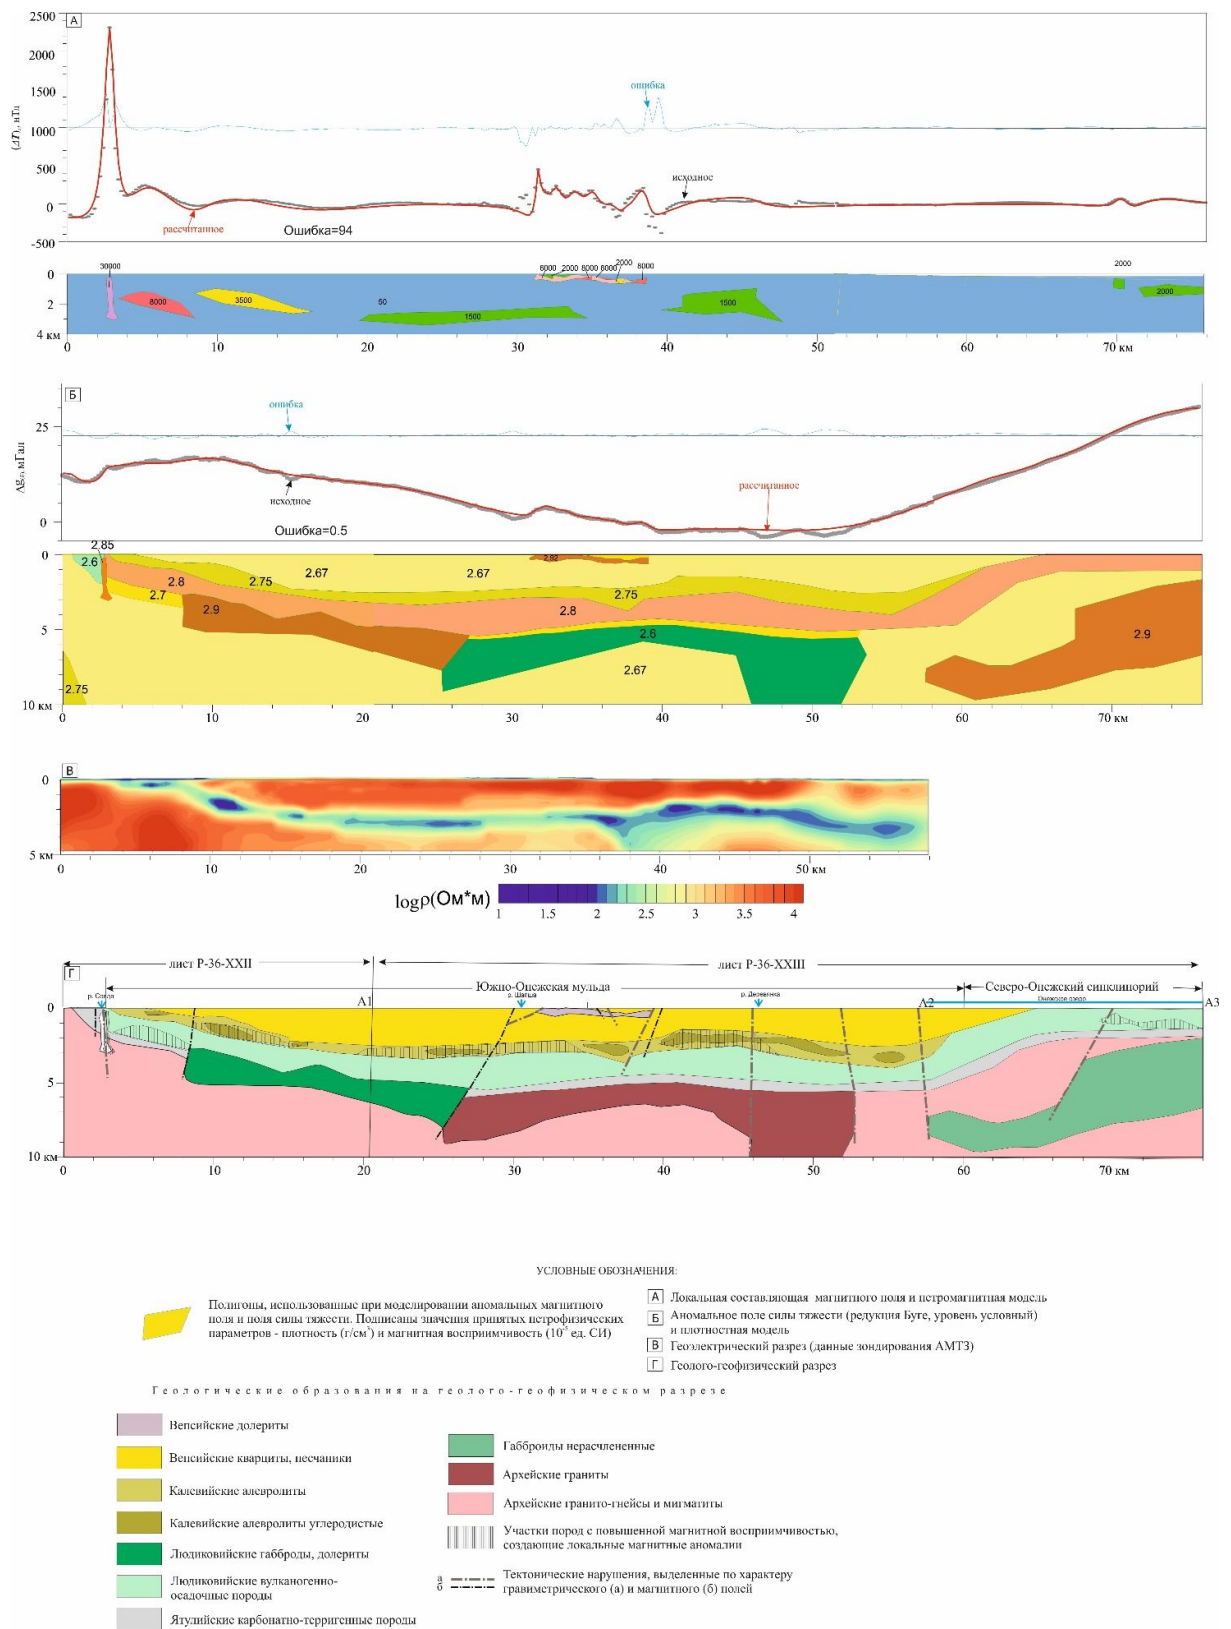 А
2500
2000
1500
1000
500
0
-500
(ΔT)ₐ, нТл
ошибка
исходное
рассчитанное
Ошибка=94
30000
8000
3500
50
1500
6000
2000
8000
6000
2000
8000
1500
2000
2000
0
2
4 км
0
10
20
30
40
50
60
70 км
Б
25
0
ошибка
исходное
рассчитанное
Ошибка=0.5
2.85
0
2.6
2.8
2.7
2.75
2.67
2.67
2.82
2.75
2.9
2.8
5
2.6
2.67
2.9
2.75
10 км
0
10
20
30
40
50
60
70 км
В
0
5 км
0
10
20
30
40
50 км
logρ(Ом*м)
1
1.5
2
2.5
3
3.5
4
лист Р-36-XXII
лист Р-36-XXIII
Г
Южно-Онежская мульда
Северо-Онежский синклинорий
р. Шапша
р. Деревянка
Онежское озеро
А1
А2
А3
0
5
10 км
0
10
20
30
40
50
60
70 км
УСЛОВНЫЕ ОБОЗНАЧЕНИЯ:
Полигоны, использованные при моделировании аномальных магнитного
поля и поля силы тяжести. Подписаны значения принятых петрофизических
параметров - плотность (г/см³) и магнитная восприимчивость (10⁻⁵ ед. СИ)
А Локальная составляющая магнитного поля и петромагнитная модель
Б Аномальное поле силы тяжести (редукция Буге, уровень условный)
и плотностная модель
В Геоэлектрический разрез (данные зондирования АМТЗ)
Г Геолого-геофизический разрез
Геологические образования на геолого-геофизическом разрезе
Вепсийские долериты
Вепсийские кварциты, песчаники
Калевийские алевролиты
Калевийские алевролиты углеродистые
Людиковийские габброды, долериты
Людиковийские вулканогенно-
осадочные породы
Ятулийские карбонатно-терригенные породы
Габброиды нерасчлененные
Архейские граниты
Архейские гранито-гнейсы и мигматиты
Участки пород с повышенной магнитной восприимчивостью,
создающие локальные магнитные аномалии
а
б
Тектонические нарушения, выделенные по характеру
гравиметрического (а) и магнитного (б) полей